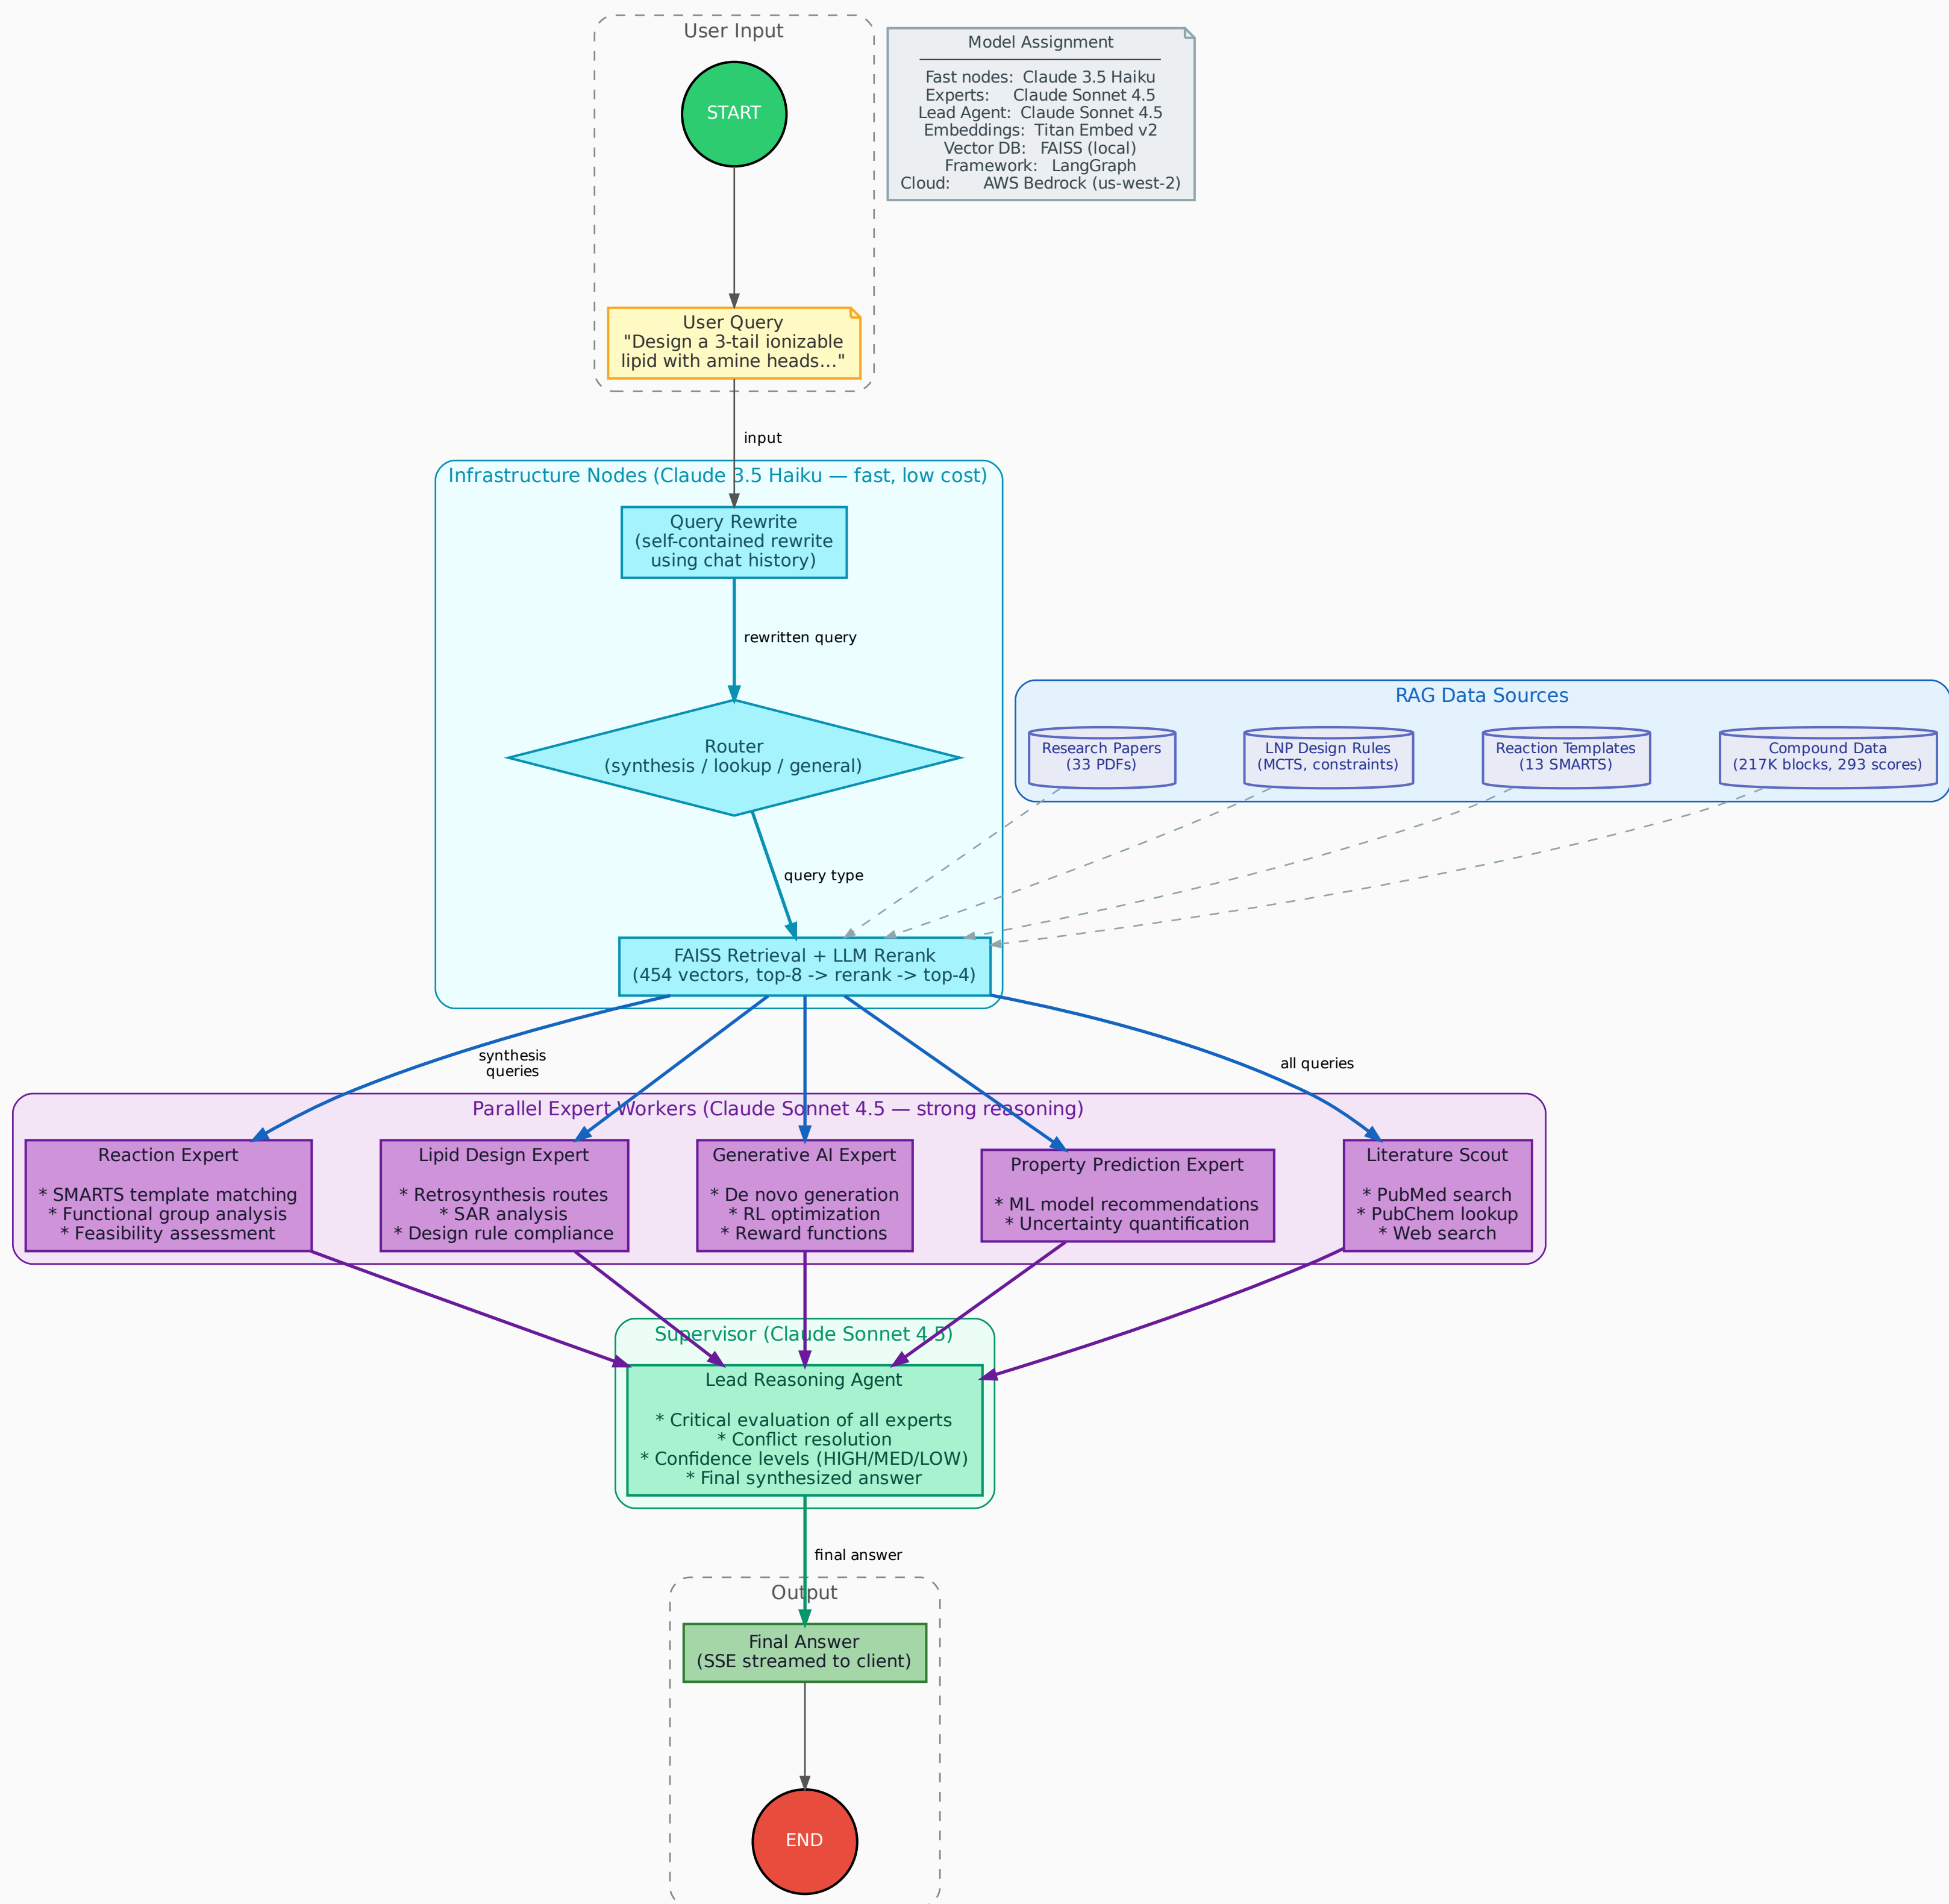 User Input
START
User Query
"Design a 3-tail ionizable
lipid with amine heads..."
Model Assignment
Fast nodes: Claude 3.5 Haiku
Experts: Claude Sonnet 4.5
Lead Agent: Claude Sonnet 4.5
Embeddings: Titan Embed v2
Vector DB: FAISS (local)
Framework: LangGraph
Cloud: AWS Bedrock (us-west-2)
input
Infrastructure Nodes (Claude 3.5 Haiku — fast, low cost)
Query Rewrite
(self-contained rewrite
using chat history)
rewritten query
Router
(synthesis / lookup / general)
query type
RAG Data Sources
Research Papers
(33 PDFs)
LNP Design Rules
(MCTS, constraints)
Reaction Templates
(13 SMARTS)
Compound Data
(217K blocks, 293 scores)
FAISS Retrieval + LLM Rerank
(454 vectors, top-8 -> rerank -> top-4)
synthesis
queries
all queries
Parallel Expert Workers (Claude Sonnet 4.5 — strong reasoning)
Reaction Expert
* SMARTS template matching
* Functional group analysis
* Feasibility assessment
Lipid Design Expert
* Retrosynthesis routes
* SAR analysis
* Design rule compliance
Generative AI Expert
* De novo generation
* RL optimization
* Reward functions
Property Prediction Expert
* ML model recommendations
* Uncertainty quantification
Literature Scout
* PubMed search
* PubChem lookup
* Web search
Supervisor (Claude Sonnet 4.5)
Lead Reasoning Agent
* Critical evaluation of all experts
* Conflict resolution
* Confidence levels (HIGH/MED/LOW)
* Final synthesized answer
final answer
Output
Final Answer
(SSE streamed to client)
END